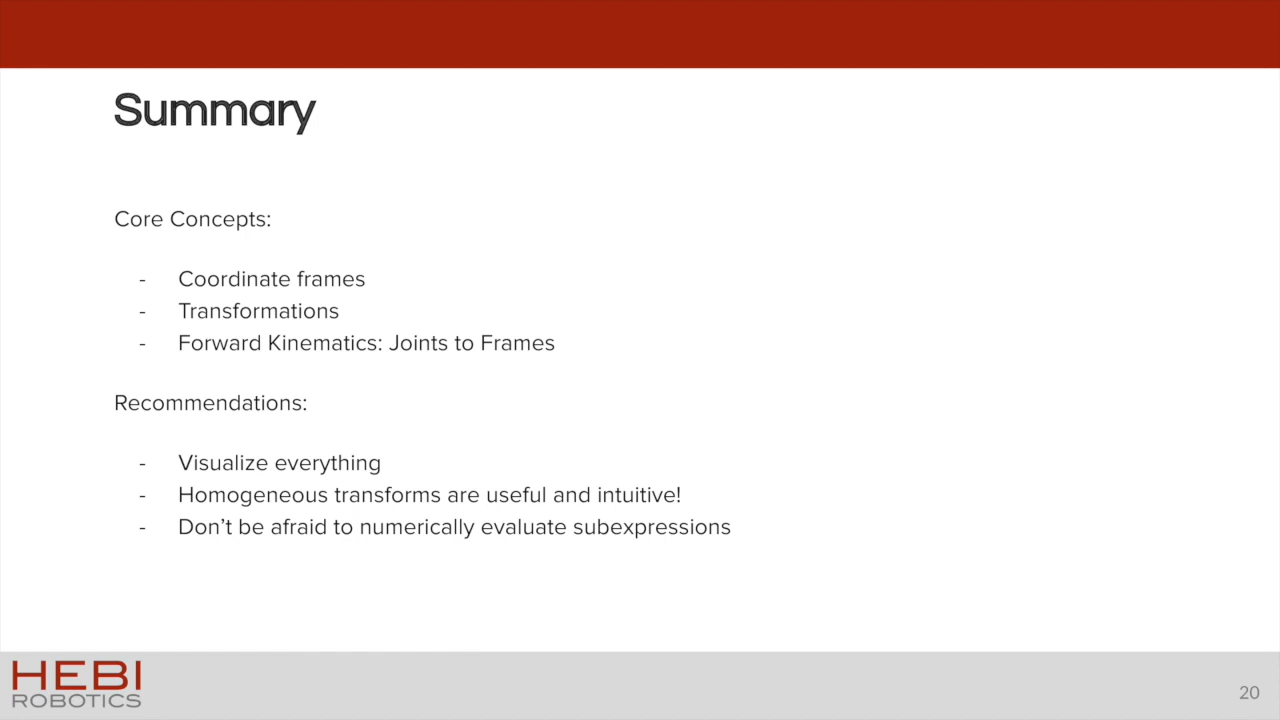 Summary
Core Concepts:
- Coordinate frames
- Transformations
- Forward Kinematics: Joints to Frames
Recommendations:
- Visualize everything
- Homogeneous transforms are useful and intuitive!
- Don’t be afraid to numerically evaluate subexpressions
HEBI
ROBOTICS
20